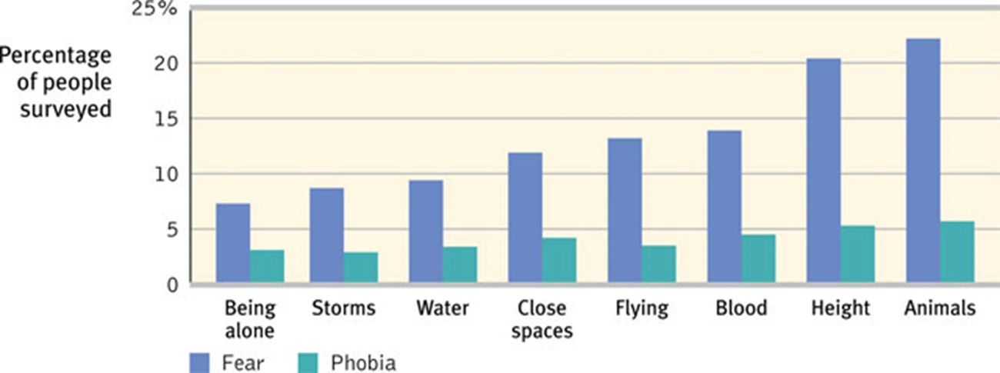 25%
Percentage
of people
surveyed
20
15
10
5
0
Being
alone
Storms
Water
Close
spaces
Flying
Blood
Height
Animals
Fear
Phobia